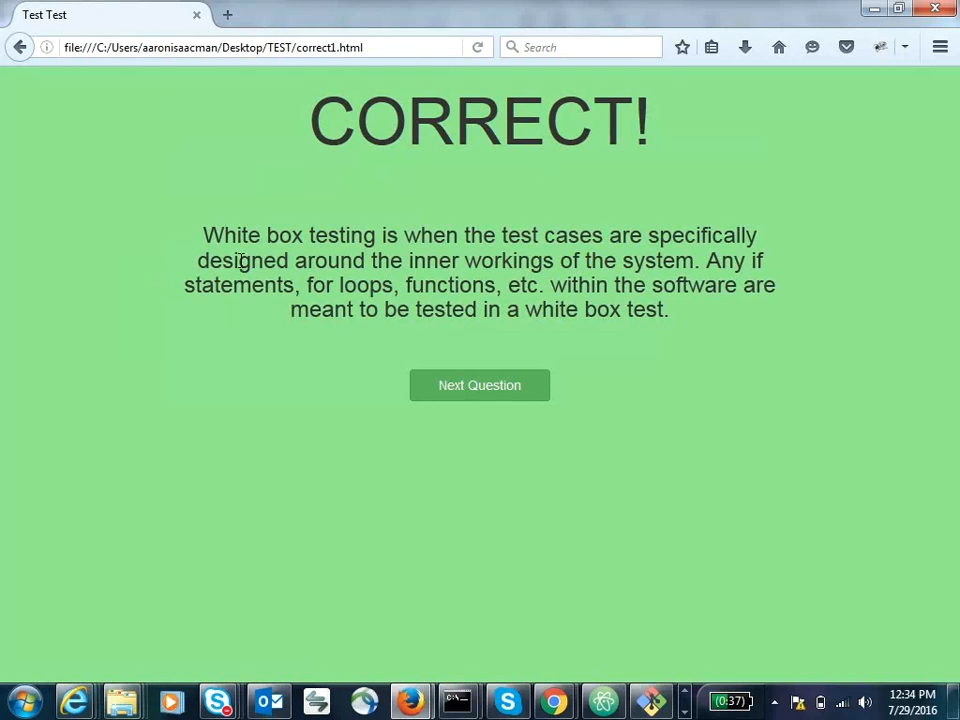 Test Test
file:///C:/Users/aaronisaacman/Desktop/TEST/correct1.html
Search
CORRECT!
White box testing is when the test cases are specifically
designed around the inner workings of the system. Any if
statements, for loops, functions, etc. within the software are
meant to be tested in a white box test.
Next Question
(0:37)
12:34 PM
7/29/2016